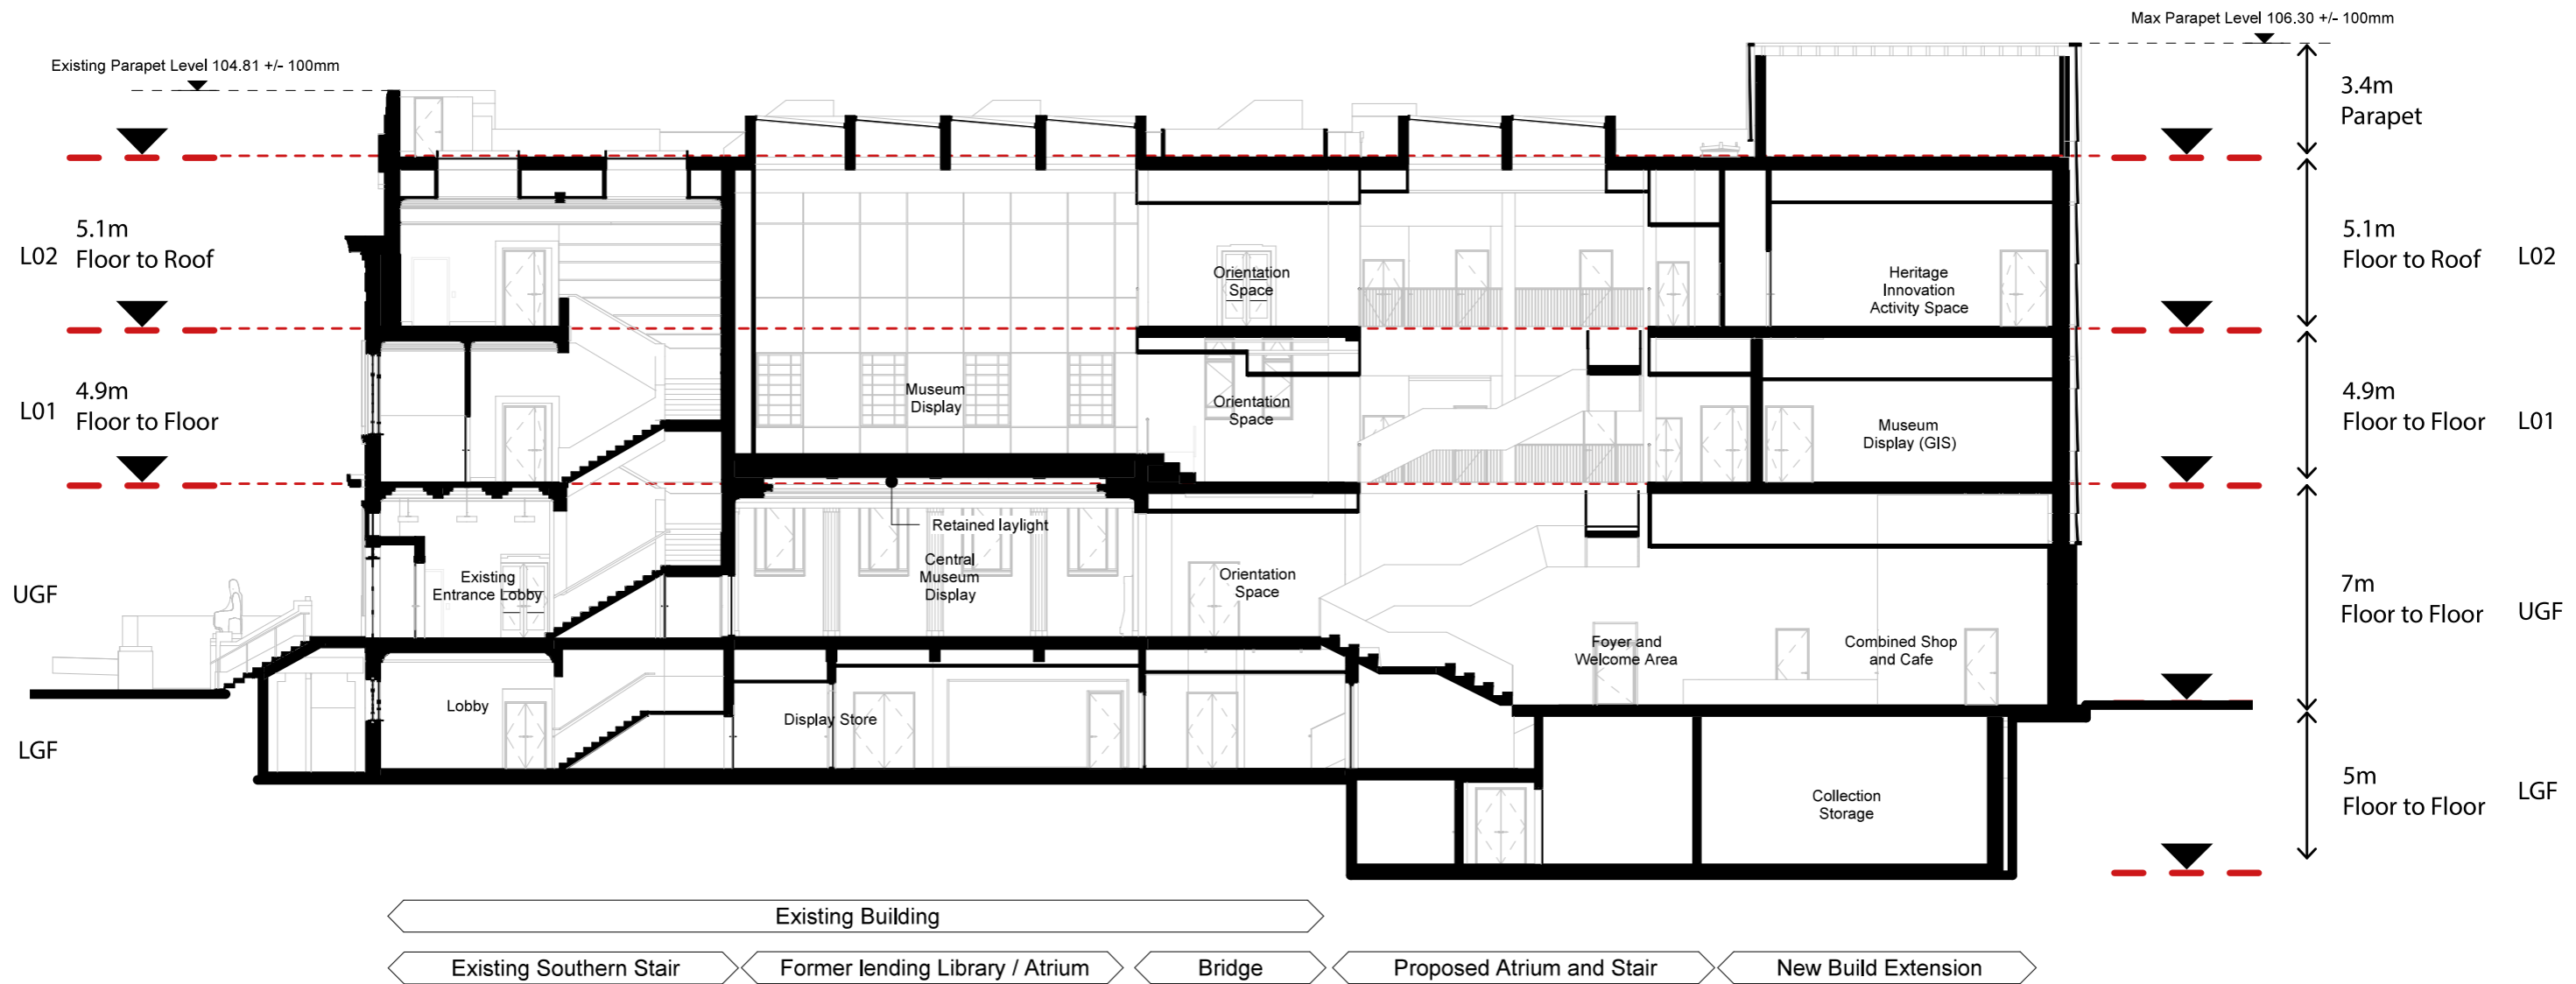 Max Parapet Level 106.30 +/- 100mm
Existing Parapet Level 104.81 +/- 100mm
3.4m
Parapet
L02
5.1m
Floor to Roof
Orientation
Space
Heritage
Innovation
Activity Space
5.1m
Floor to Roof
L02
L01
4.9m
Floor to Floor
Museum
Display
Orientation
Space
Museum
Display (GIS)
4.9m
Floor to Floor
L01
Retained laylight
UGF
Existing
Entrance Lobby
Central
Museum
Display
Orientation
Space
Foyer and
Welcome Area
Combined Shop
and Cafe
7m
Floor to Floor
UGF
LGF
Lobby
Display Store
Collection
Storage
5m
Floor to Floor
LGF
Existing Building
Existing Southern Stair
Former lending Library / Atrium
Bridge
Proposed Atrium and Stair
New Build Extension